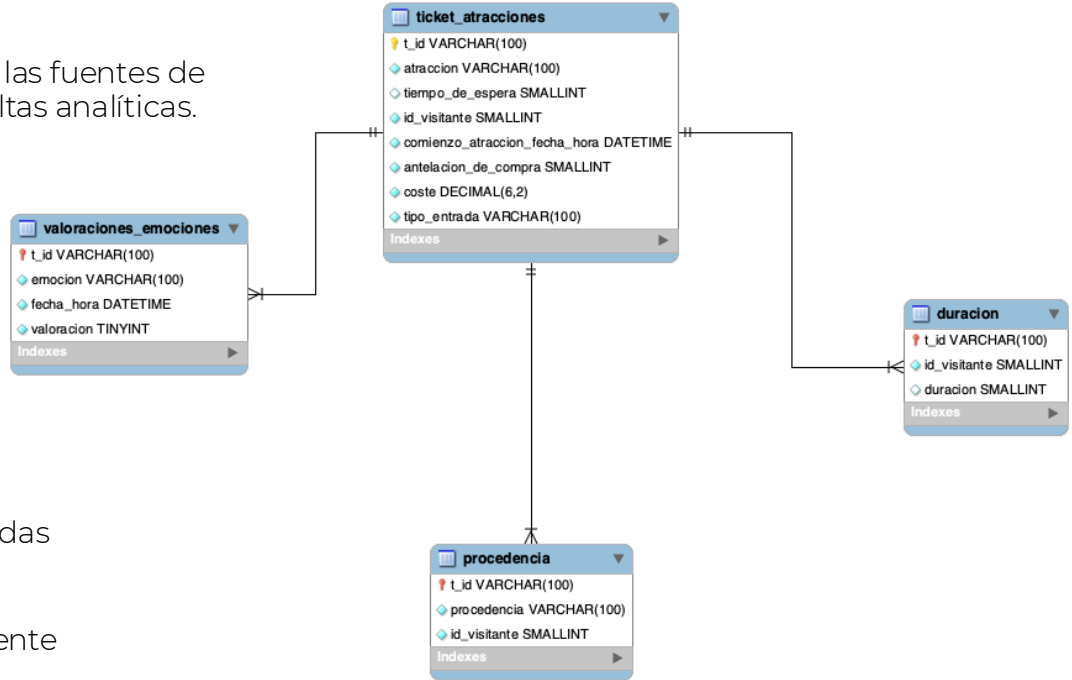 las fuentes de
ltas analíticas.
ticket_atracciones
t_id VARCHAR(100)
atraccion VARCHAR(100)
tiempo_de_espera SMALLINT
id_visitante SMALLINT
comienzo_atraccion_fecha_hora DATETIME
antelacion_de_compra SMALLINT
coste DECIMAL(6,2)
tipo_entrada VARCHAR(100)
Indexes
valoraciones_emociones
t_id VARCHAR(100)
emocion VARCHAR(100)
fecha_hora DATETIME
valoracion TINYINT
Indexes
duracion
t_id VARCHAR(100)
id_visitante SMALLINT
duracion SMALLINT
Indexes
das
ente
procedencia
t_id VARCHAR(100)
procedencia VARCHAR(100)
id_visitante SMALLINT
Indexes